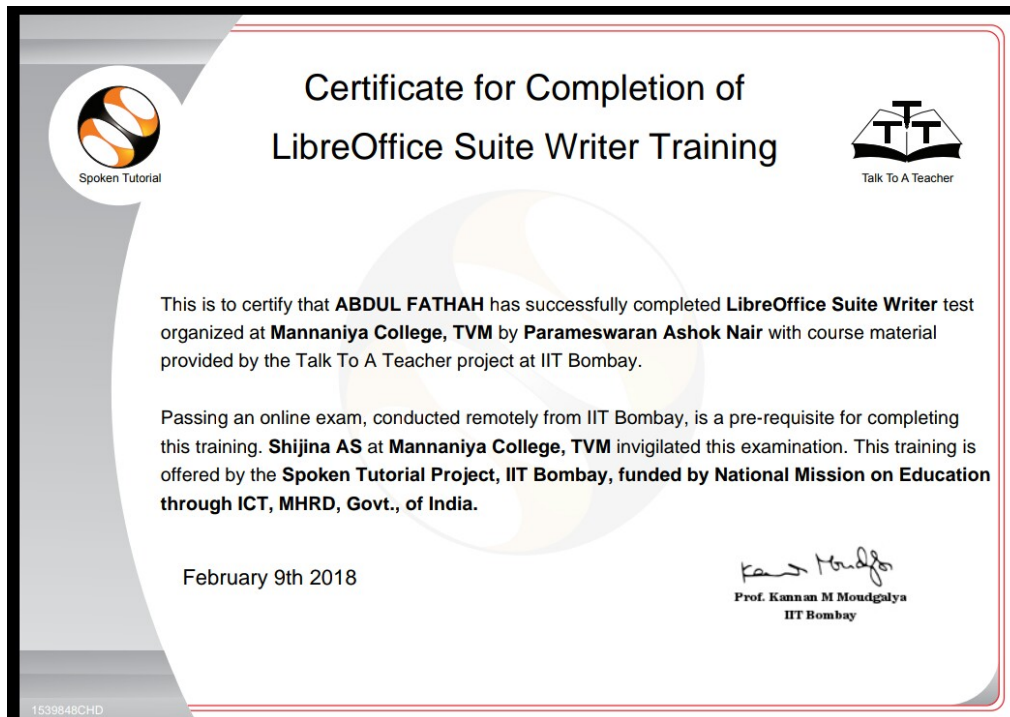 Certificate for Completion of
LibreOffice Suite Writer Training
Spoken Tutorial
TTT
Talk To A Teacher
This is to certify that ABDUL FATHAH has successfully completed LibreOffice Suite Writer test
organized at Mannaniya College, TVM by Parameswaran Ashok Nair with course material
provided by the Talk To A Teacher project at IIT Bombay.
Passing an online exam, conducted remotely from IIT Bombay, is a pre-requisite for completing
this training. Shijina AS at Mannaniya College, TVM invigilated this examination. This training is
offered by the Spoken Tutorial Project, IIT Bombay, funded by National Mission on Education
through ICT, MHRD, Govt., of India.
February 9th 2018
Prof. Kannan M Moudgalya
IIT Bombay
1539848CHD